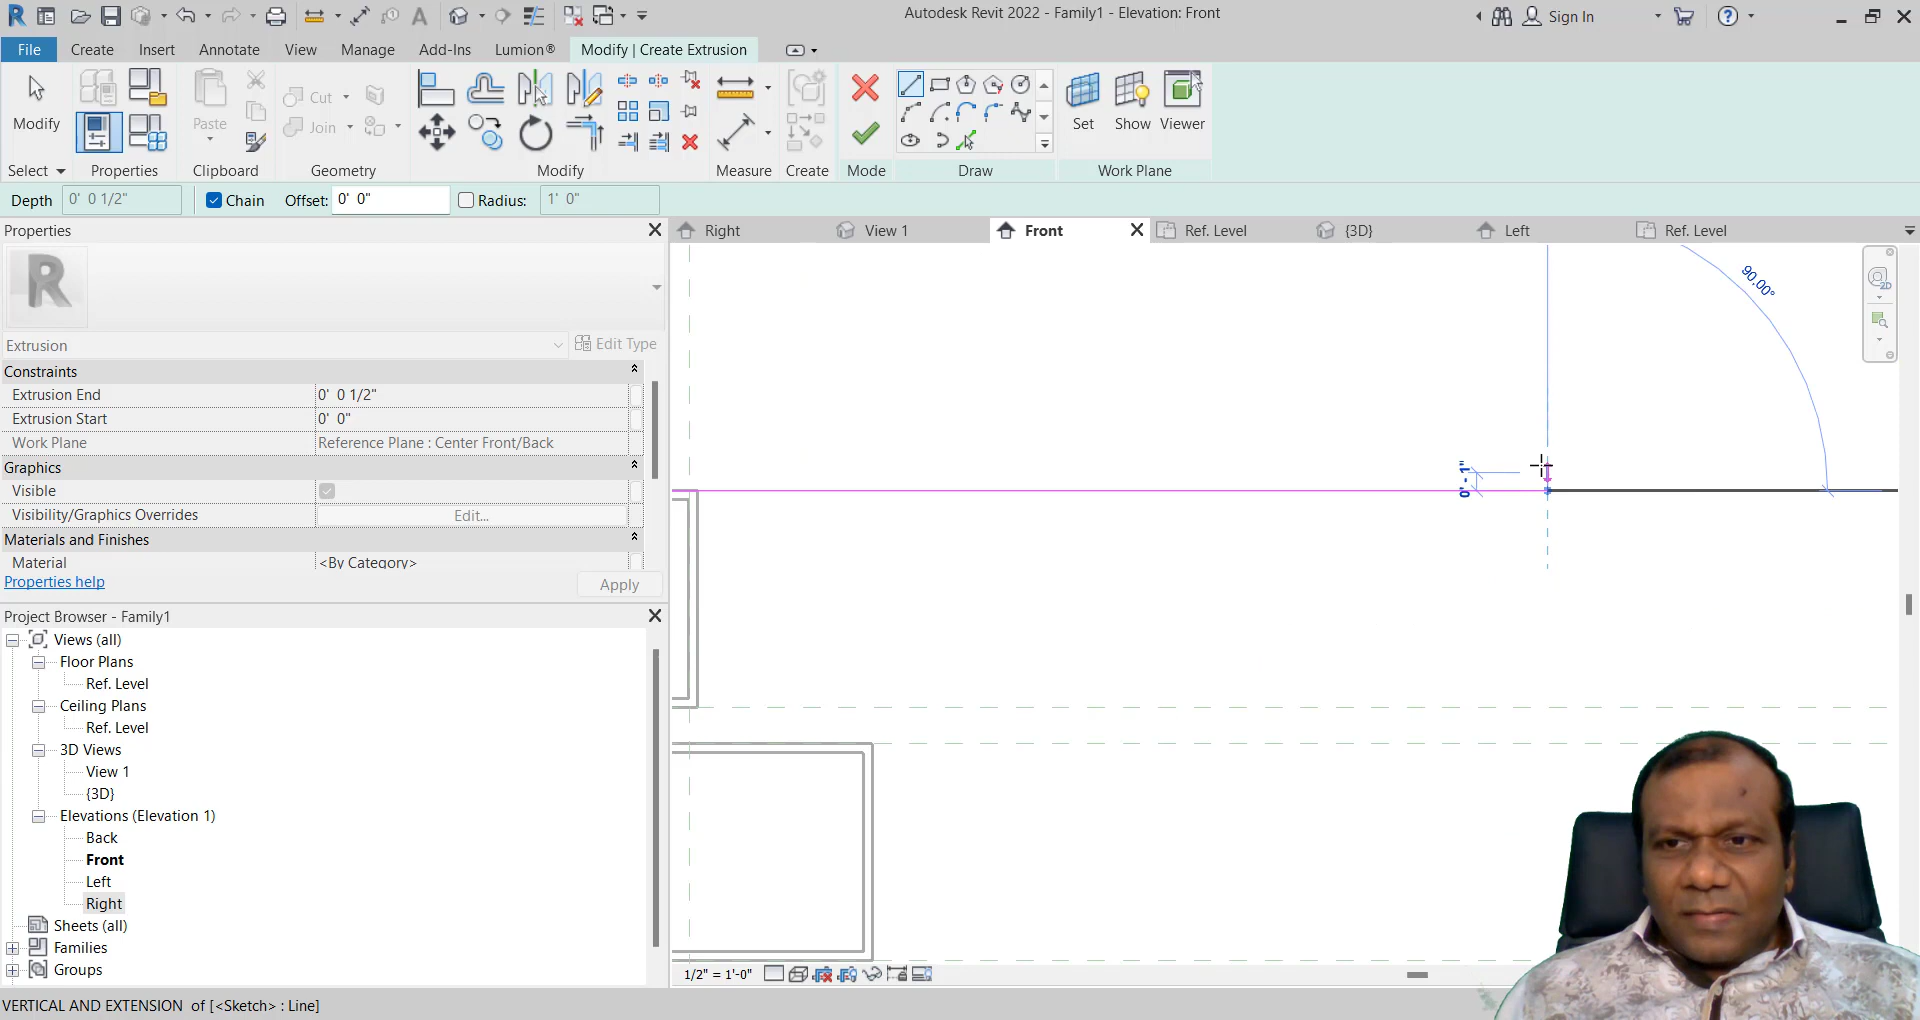 Autodesk Revit 2022 - Family1 - Elevation: Front
Sign In
File Create Insert Annotate View Manage Add-Ins Lumion® Modify | Create Extrusion
Modify Paste Cut Join Set Show Viewer
Select Properties Clipboard Geometry Modify Measure Create Mode Draw Work Plane
Depth 0' 0 1/2" Chain Offset: 0' 0" Radius: 1' 0"
Properties
Right View 1 Front Ref. Level {3D} Left Ref. Level
R
Extrusion Edit Type
Constraints
Extrusion End 0' 0 1/2"
Extrusion Start 0' 0"
Work Plane Reference Plane : Center Front/Back
Graphics
Visible
Visibility/Graphics Overrides Edit...
Materials and Finishes
Material <By Category>
Properties help Apply
90.00°
0' - 1"
2D
Project Browser - Family1
Views (all)
Floor Plans
Ref. Level
Ceiling Plans
Ref. Level
3D Views
View 1
{3D}
Elevations (Elevation 1)
Back
Front
Left
Right
Sheets (all)
Families
Groups
1/2" = 1'-0"
VERTICAL AND EXTENSION of [<Sketch> : Line]